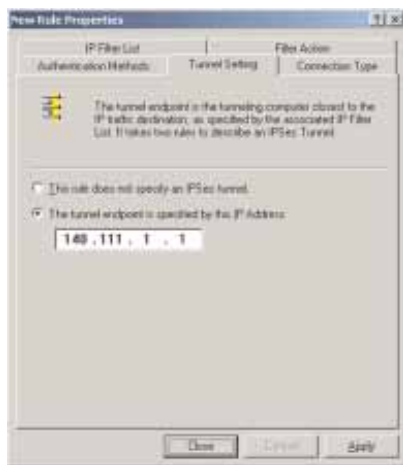 New Rule Properties
IP Filter List
Filter Action
Authentication Methods
Tunnel Setting
Connection Type
The tunnel endpoint is the tunneling computer closest to the
IP traffic destination, as specified by the associated IP Filter
List. It takes two rules to describe an IPSec Tunnel.
This rule does not specify an IPSec tunnel.
The tunnel endpoint is specified by this IP Address:
148 . 111 . 1 . 1
Close
Cancel
Apply